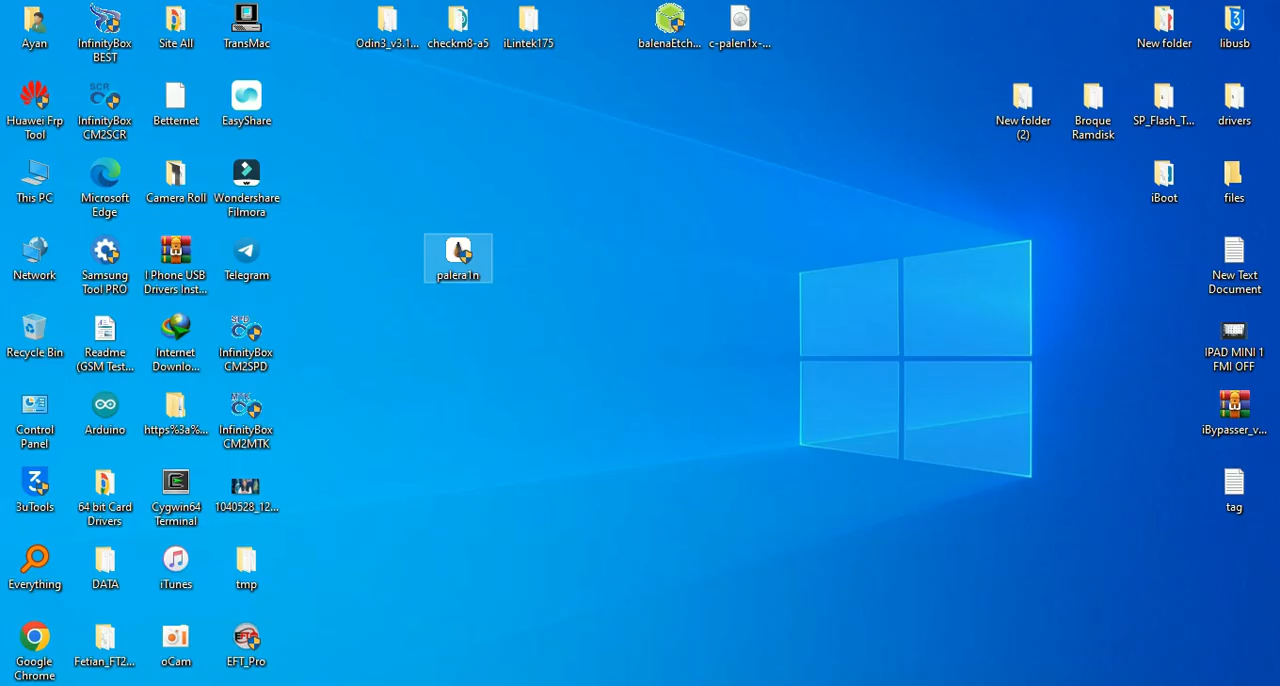 Ayan
InfinityBox
BEST
Site All
TransMac
Odin3_v3.1...
checkm8-a5
iLintek175
balenaEtch...
c-palen1x-...
New folder
libusb
Huawei Frp
Tool
SCR
InfinityBox
CM2SCR
Betternet
EasyShare
New folder
(2)
Broque
Ramdisk
SP_Flash_T...
drivers
This PC
Microsoft
Edge
Camera Roll
Wondershare
Filmora
iBoot
files
Network
Samsung
Tool PRO
I Phone USB
Drivers Inst...
Telegram
palera1n
New Text
Document
Recycle Bin
Readme
(GSM Test...
Internet
Downlo...
SPD
InfinityBox
CM2SPD
IPAD MINI 1
FMI OFF
Control
Panel
Arduino
https%3a%...
MTK
InfinityBox
CM2MTK
iBypasser_v...
3uTools
64 bit Card
Drivers
Cygwin64
Terminal
1040528_12...
tag
Everything
DATA
iTunes
tmp
Google
Chrome
Fetian_FT2...
oCam
EFT
EFT_Pro